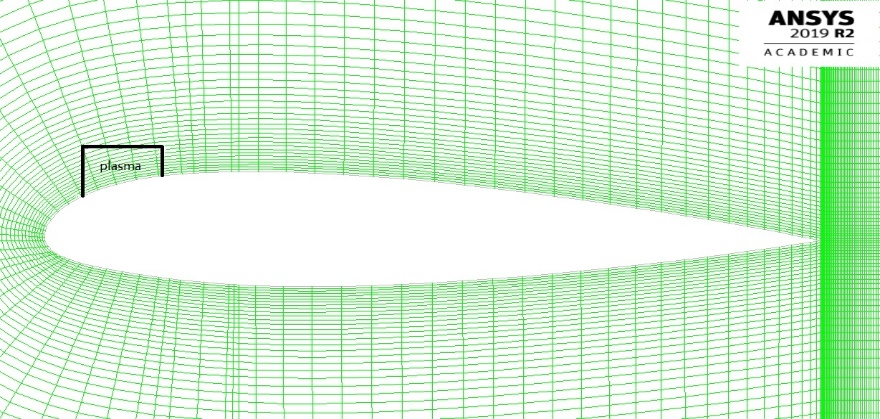 ANSYS
2019 R2
ACADEMIC
plasma